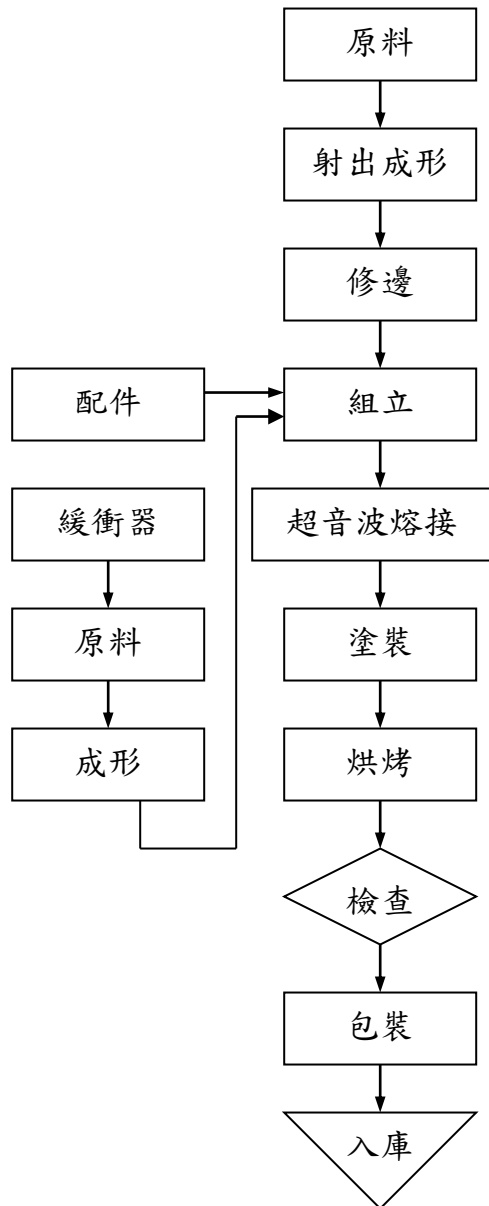 原料
射出成形
修邊
配件
組立
緩衝器
超音波熔接
原料
塗裝
成形
烘烤
檢查
包裝
入庫